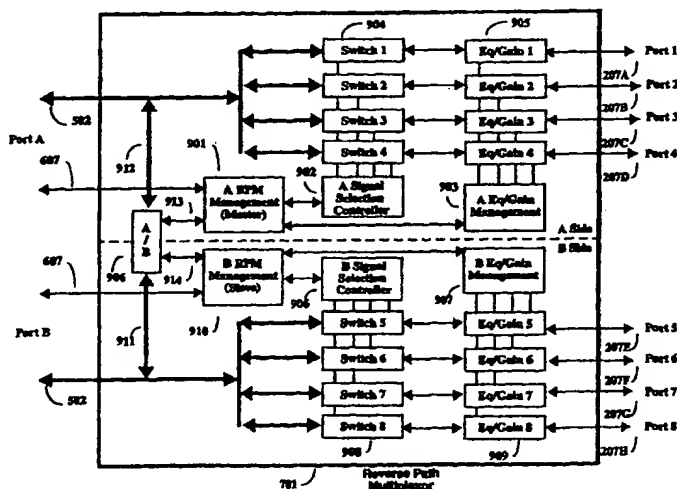 904
905
Switch 1
Eq/Gain 1
Port 1
207A
Switch 2
Eq/Gain 2
Port 2
207B
582
Switch 3
Eq/Gain 3
Port 3
207C
Port A
912
901
Switch 4
Eq/Gain 4
Port 4
207D
607
902
903
A RPM
Management
(Master)
A Signal
Selection
Controller
A Eq/Gain
Management
913
A
/
B
A Side
B Side
914
906
607
B RPM
Management
(Slave)
B Signal
Selection
Controller
B Eq/Gain
Management
906
907
Port B
911
910
Switch 5
Eq/Gain 5
Port 5
207E
Switch 6
Eq/Gain 6
Port 6
207F
582
Switch 7
Eq/Gain 7
Port 7
207G
Switch 8
Eq/Gain 8
Port 8
207H
908
909
701
Reverse Path
Multiplexor